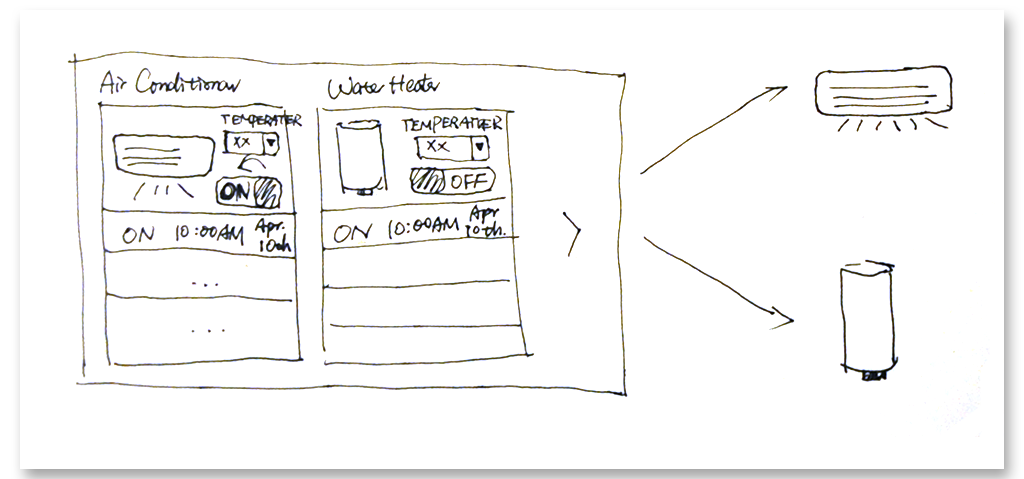 Air Conditionar
TEMPERATER
XX
ON
ON 10:00AM Apr.
10th
...
...
Water Heater
TEMPERATER
XX
OFF
ON 10:00AM Apr
10th.